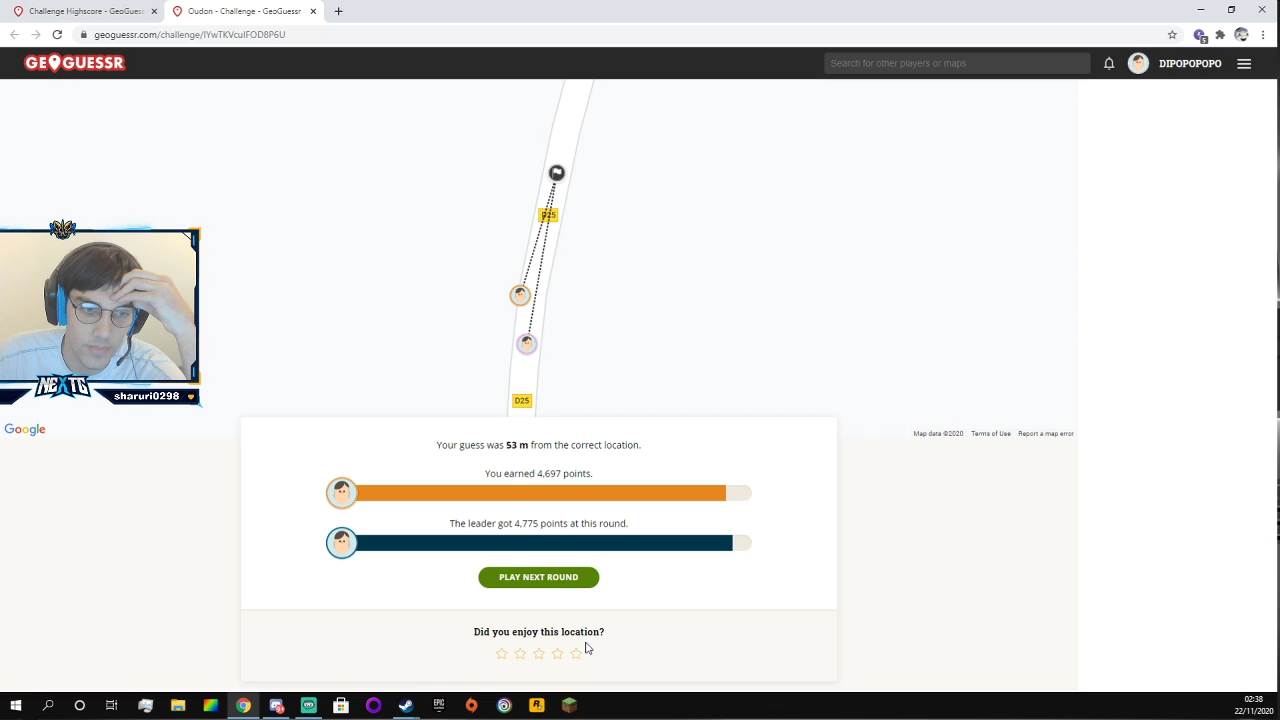 Challenge Highscore - GeoGuess
Oudon - Challenge - GeoGuessr
geoguessr.com/challenge/IYwTKVcuIFOD8P6U
GEOGUESSR
Search for other players or maps
DIPOPOPOPO
D25
D25
NEXTG
sharuri0298
Google
Map data ©2020 Terms of Use Report a map error
Your guess was 53 m from the correct location.
You earned 4,697 points.
The leader got 4,775 points at this round.
PLAY NEXT ROUND
Did you enjoy this location?
EPIC
02:38
22/11/2020